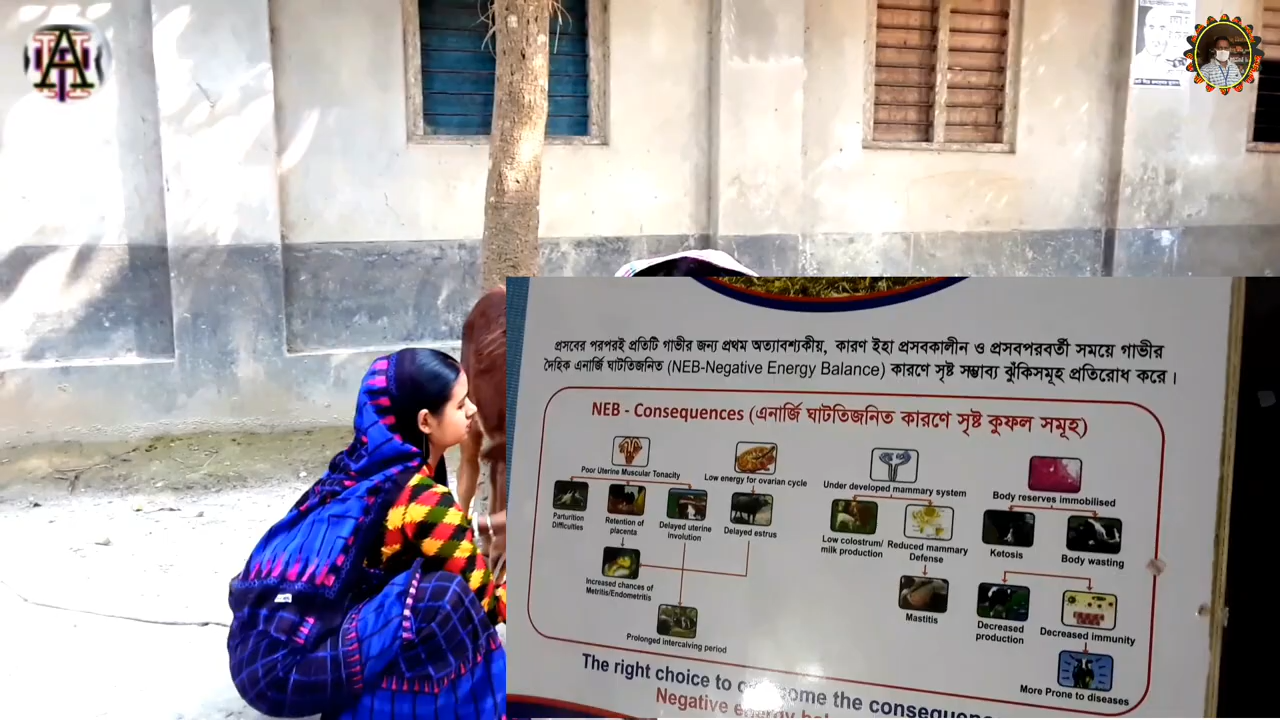 প্রসবের পরপরই প্রতিটি গাভীর জন্য প্রথম অত্যাবশ্যকীয়, কারণ ইহা প্রসবকালীন ও প্রসবপরবর্তী সময়ে গাভীর
দৈহিক এনার্জি ঘাটতিজনিত (NEB-Negative Energy Balance) কারণে সৃষ্ট সম্ভাব্য ঝুঁকিসমূহ প্রতিরোধ করে।
NEB - Consequences (এনার্জি ঘাটতিজনিত কারণে সৃষ্ট কুফল সমূহ)
Poor Uterine Muscular Tonacity
Low energy for ovarian cycle
Under developed mammary system
Body reserves immobilised
Parturition
Difficulties
Retention of
placenta
Delayed uterine
involution
Delayed estrus
Low colostrum/
milk production
Reduced mammary
Defense
Ketosis
Body wasting
Increased chances of
Metritis/Endometritis
Mastitis
Decreased
production
Decreased immunity
Prolonged intercalving period
More Prone to diseases
The right choice to the
Negative